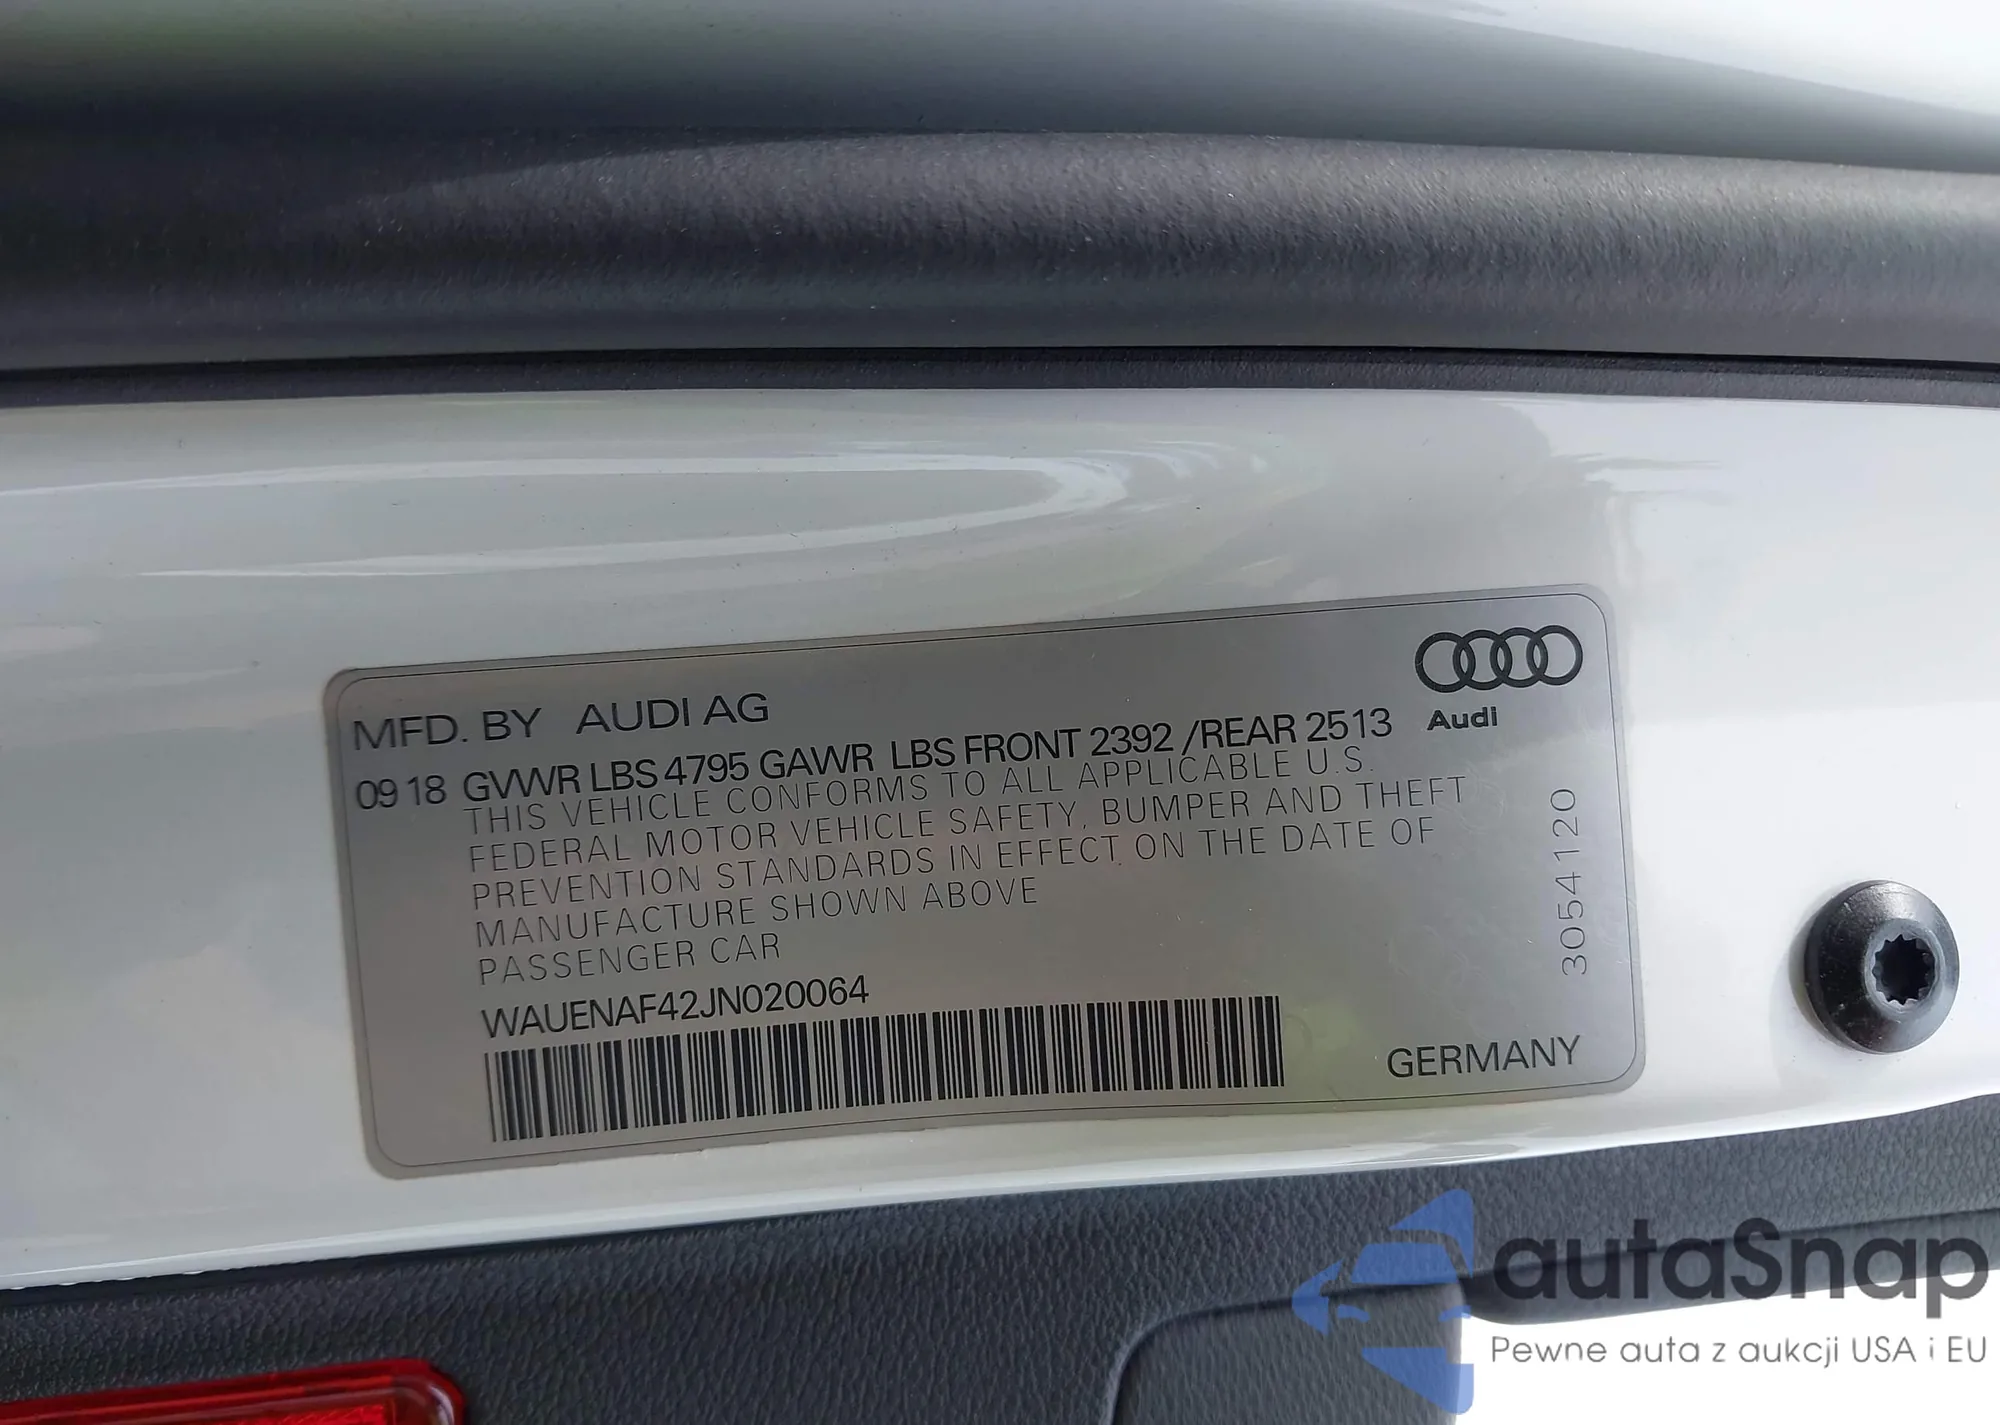 MFD. BY AUDI AG
Audi
09 18 GVWR LBS 4795 GAWR LBS FRONT 2392 /REAR 2513
THIS VEHICLE CONFORMS TO ALL APPLICABLE U.S.
FEDERAL MOTOR VEHICLE SAFETY, BUMPER AND THEFT
PREVENTION STANDARDS IN EFFECT ON THE DATE OF
MANUFACTURE SHOWN ABOVE
PASSENGER CAR
WAUENAF42JN020064
3054120
GERMANY
autaSnap
Pewne auta z aukcji USA i EU